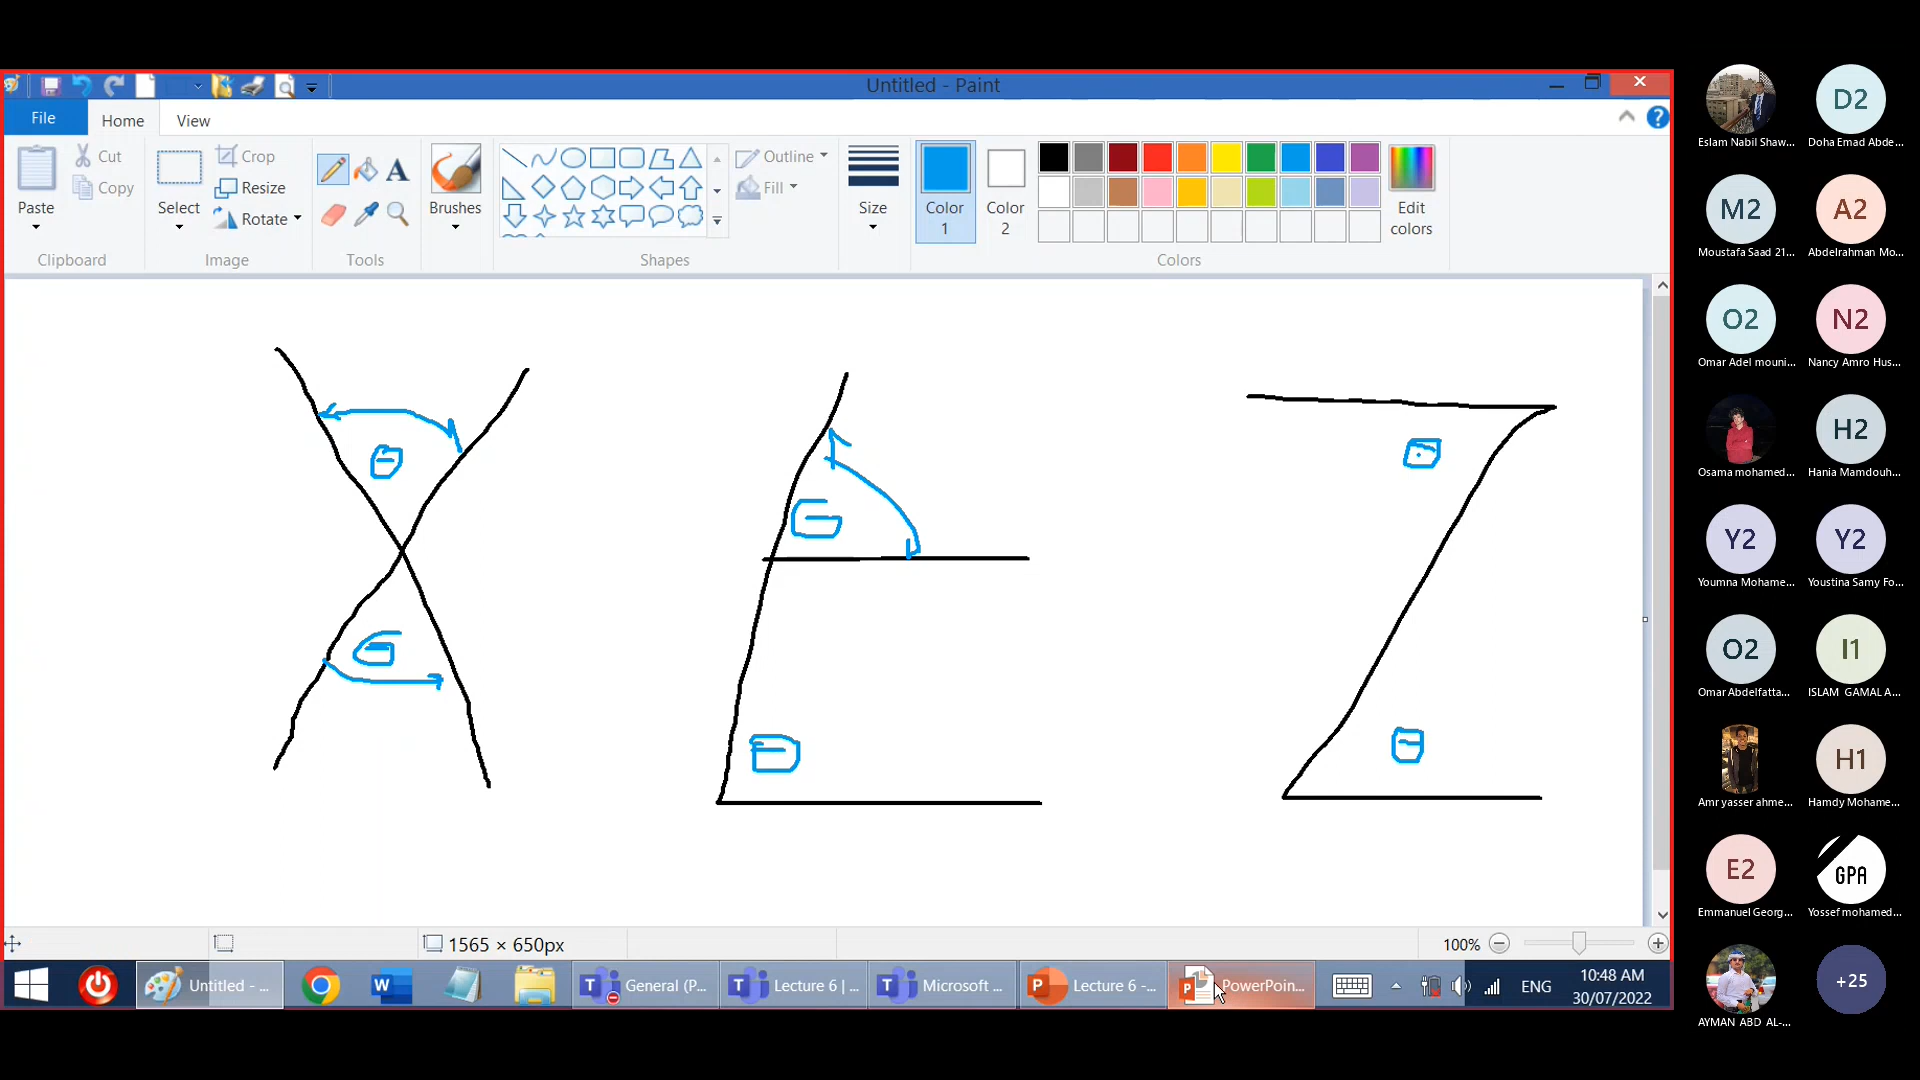 Untitled - Paint
File
Home
View
Paste
Cut
Copy
Clipboard
Select
Crop
Resize
Rotate
Image
A
Tools
Brushes
Shapes
Outline
Fill
Size
Color
1
Color
2
Edit
colors
Colors
θ
θ
θ
θ
θ
θ
1565 × 650px
100%
Untitled - ...
General (P...
Lecture 6 | ...
Microsoft ...
Lecture 6 -...
PowerPoin...
ENG
10:48 AM
30/07/2022
Eslam Nabil Shaw...
D2
Doha Emad Abde...
M2
Moustafa Saad 21...
A2
Abdelrahman Mo...
O2
Omar Adel mouni...
N2
Nancy Amro Hus...
Osama mohamed...
H2
Hania Mamdouh...
Y2
Youmna Mohame...
Y2
Youstina Samy Fo...
O2
Omar Abdelfatta...
I1
ISLAM GAMAL A...
Amr yasser ahme...
H1
Hamdy Mohame...
E2
Emmanuel Georg...
GPA
Yossef mohamed...
AYMAN ABD AL-...
+25